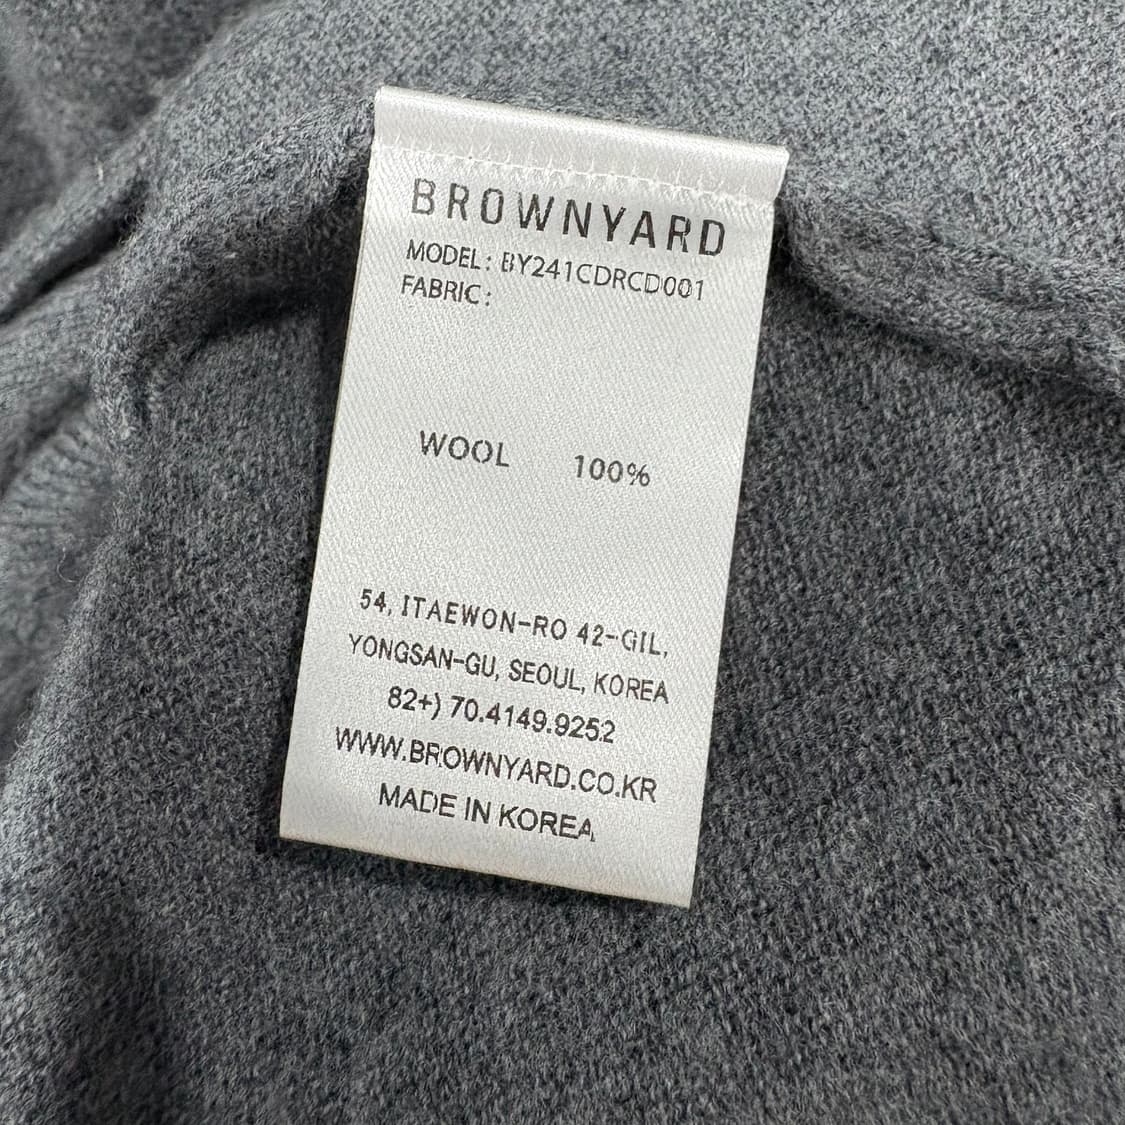 BROWNYARD
MODEL: BY241CDRCD001
FABRIC:
WOOL 100%
54, ITAEWON-RO 42-GIL,
YONGSAN-GU, SEOUL, KOREA
82+) 70.4149.9252
WWW.BROWNYARD.CO.KR
MADE IN KOREA